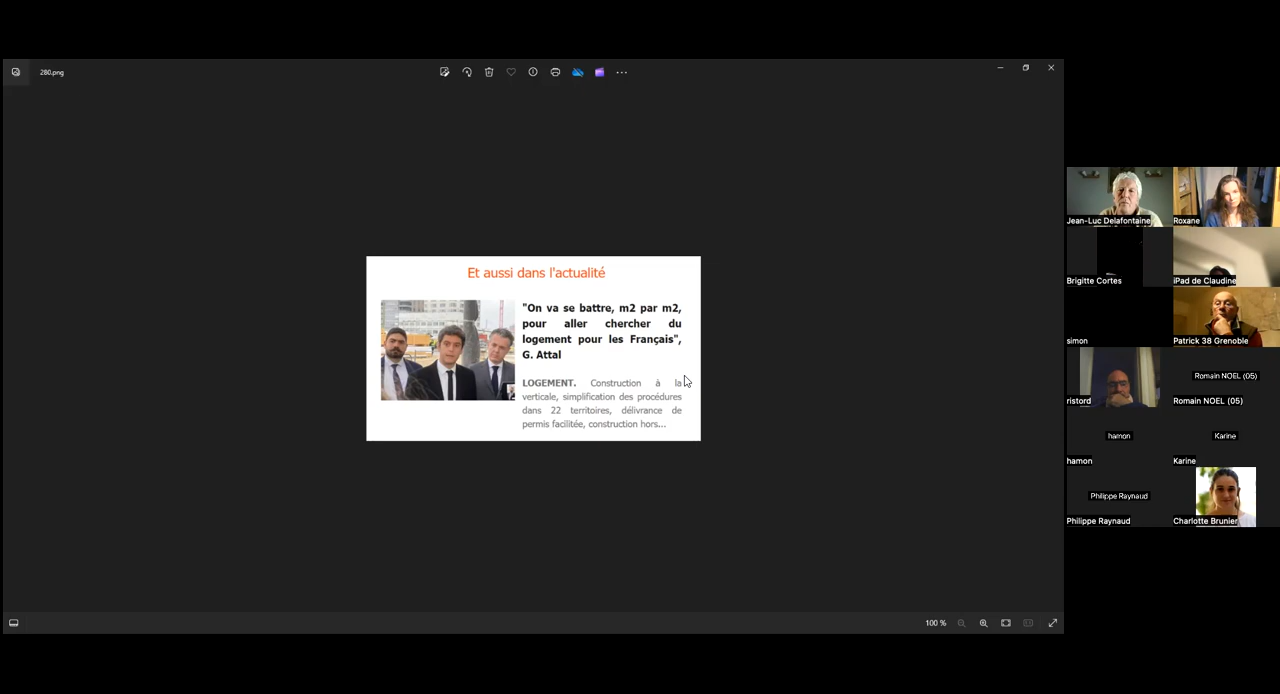 280.png
Et aussi dans l'actualité
"On va se battre, m2 par m2,
pour aller chercher du
logement pour les Français",
G. Attal
LOGEMENT. Construction à la
verticale, simplification des procédures
dans 22 territoires, délivrance de
permis facilitée, construction hors...
100 %
Jean-Luc Delafontaine
Roxane
Brigitte Cortes
iPad de Claudine
simon
Patrick 38 Grenoble
ristord
Romain NOEL (05)
Romain NOEL (05)
hamon
Karine
hamon
Karine
Philippe Raynaud
Philippe Raynaud
Charlotte Brunier